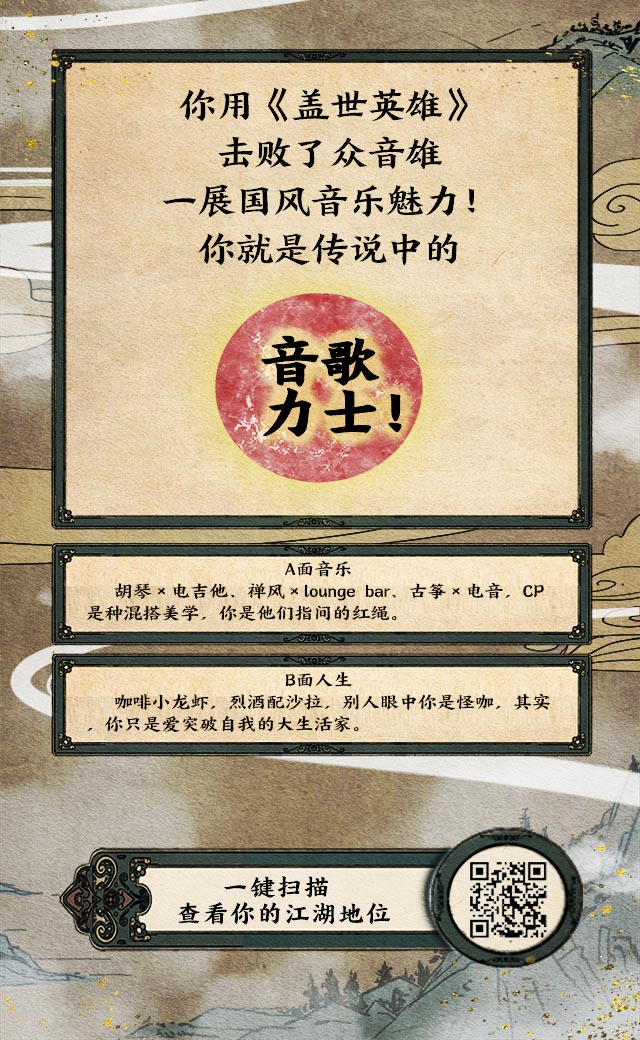 你用《盖世英雄》
击败了众音雄
一展国风音乐魅力！
你就是传说中的
音歌
力士！
A面音乐
胡琴×电吉他、禅风×lounge bar、古筝×电音，CP
是种混搭美学，你是他们指间的红绳。
B面人生
咖啡小龙虾，烈酒配沙拉，别人眼中你是怪咖，其实
，你只是爱突破自我的大生活家。
一键扫描
查看你的江湖地位